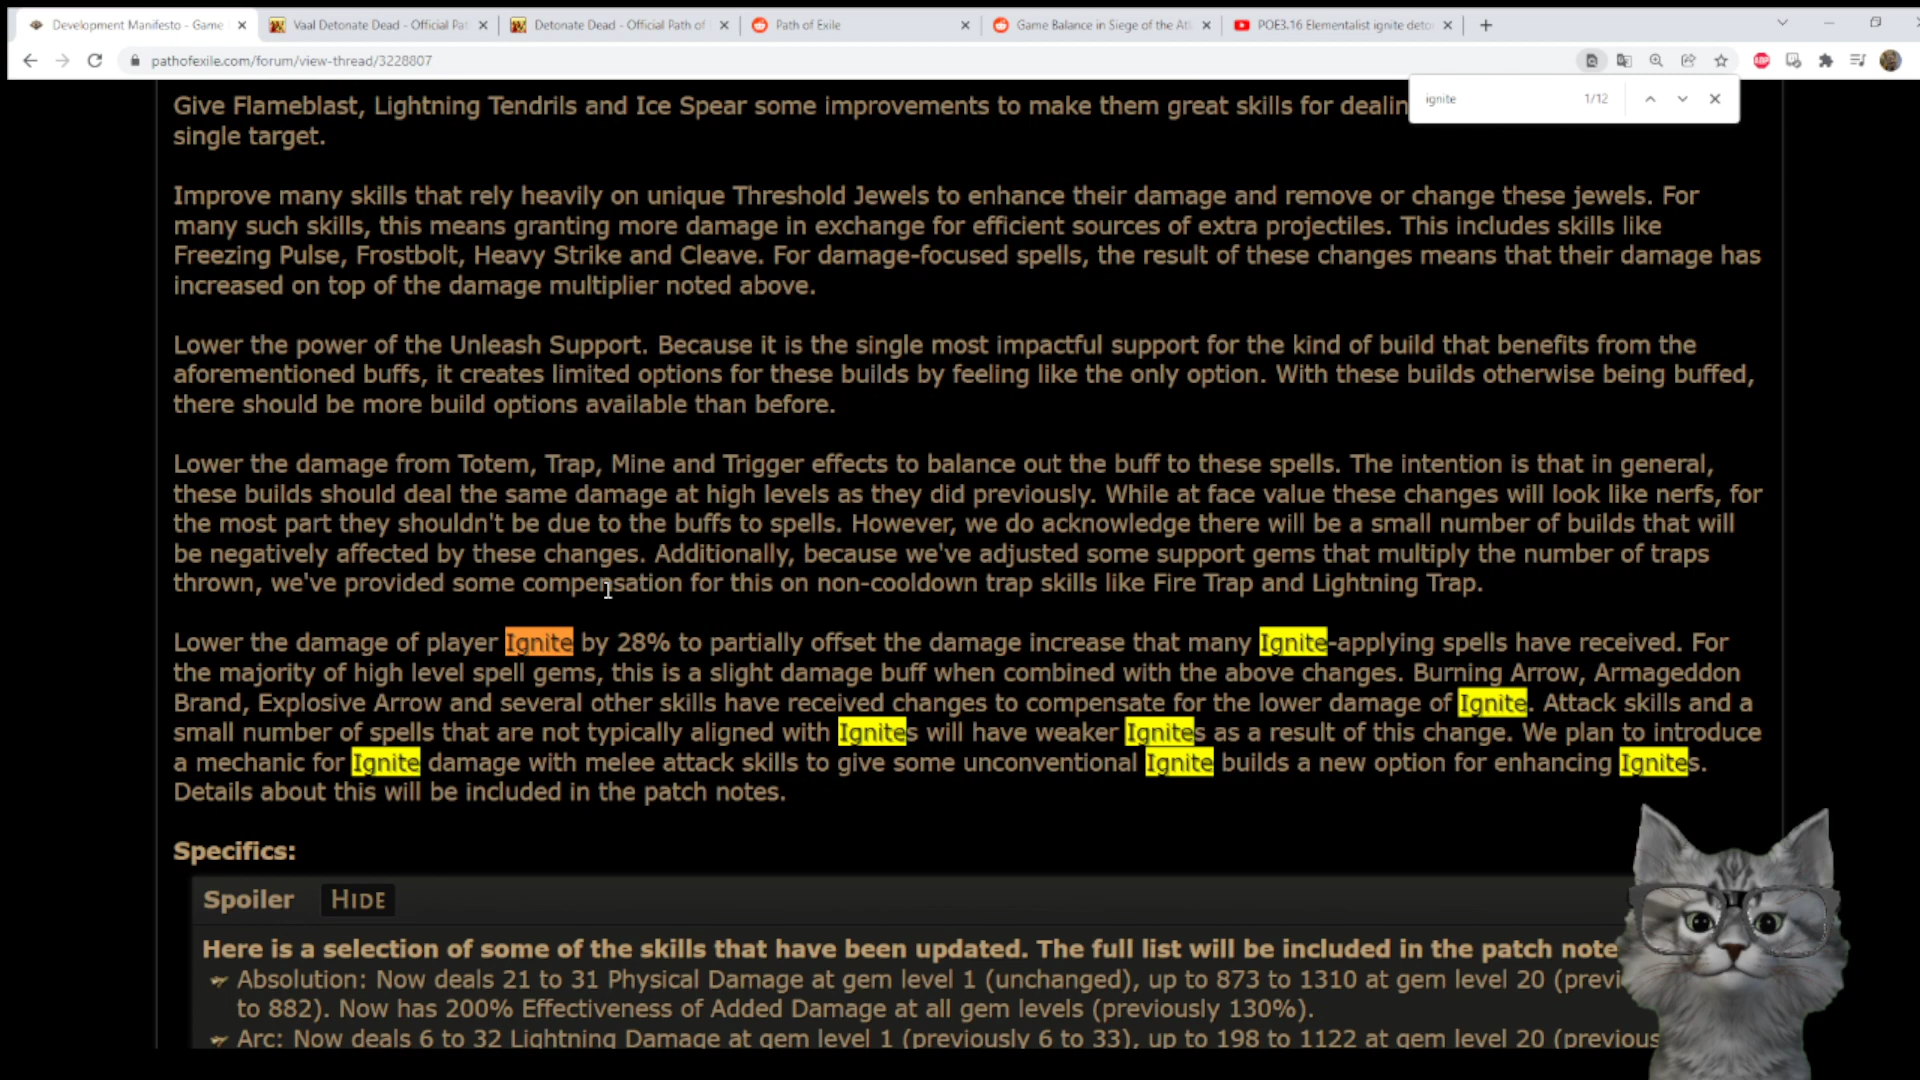 Development Manifesto - Game
Vaal Detonate Dead - Official Pat
Detonate Dead - Official Path of
Path of Exile
Game Balance in Siege of the Atl
POE3.16 Elementalist ignite deto
pathofexile.com/forum/view-thread/3228807
ignite 1/12
Give Flameblast, Lightning Tendrils and Ice Spear some improvements to make them great skills for dealin
single target.
Improve many skills that rely heavily on unique Threshold Jewels to enhance their damage and remove or change these jewels. For
many such skills, this means granting more damage in exchange for efficient sources of extra projectiles. This includes skills like
Freezing Pulse, Frostbolt, Heavy Strike and Cleave. For damage-focused spells, the result of these changes means that their damage has
increased on top of the damage multiplier noted above.
Lower the power of the Unleash Support. Because it is the single most impactful support for the kind of build that benefits from the
aforementioned buffs, it creates limited options for these builds by feeling like the only option. With these builds otherwise being buffed,
there should be more build options available than before.
Lower the damage from Totem, Trap, Mine and Trigger effects to balance out the buff to these spells. The intention is that in general,
these builds should deal the same damage at high levels as they did previously. While at face value these changes will look like nerfs, for
the most part they shouldn't be due to the buffs to spells. However, we do acknowledge there will be a small number of builds that will
be negatively affected by these changes. Additionally, because we've adjusted some support gems that multiply the number of traps
thrown, we've provided some compensation for this on non-cooldown trap skills like Fire Trap and Lightning Trap.
Lower the damage of player Ignite by 28% to partially offset the damage increase that many Ignite-applying spells have received. For
the majority of high level spell gems, this is a slight damage buff when combined with the above changes. Burning Arrow, Armageddon
Brand, Explosive Arrow and several other skills have received changes to compensate for the lower damage of Ignite. Attack skills and a
small number of spells that are not typically aligned with Ignites will have weaker Ignites as a result of this change. We plan to introduce
a mechanic for Ignite damage with melee attack skills to give some unconventional Ignite builds a new option for enhancing Ignites.
Details about this will be included in the patch notes.
Specifics:
Spoiler HIDE
Here is a selection of some of the skills that have been updated. The full list will be included in the patch note
Absolution: Now deals 21 to 31 Physical Damage at gem level 1 (unchanged), up to 873 to 1310 at gem level 20 (previ
to 882). Now has 200% Effectiveness of Added Damage at all gem levels (previously 130%).
Arc: Now deals 6 to 32 Lightning Damage at gem level 1 (previously 6 to 33), up to 198 to 1122 at gem level 20 (previous